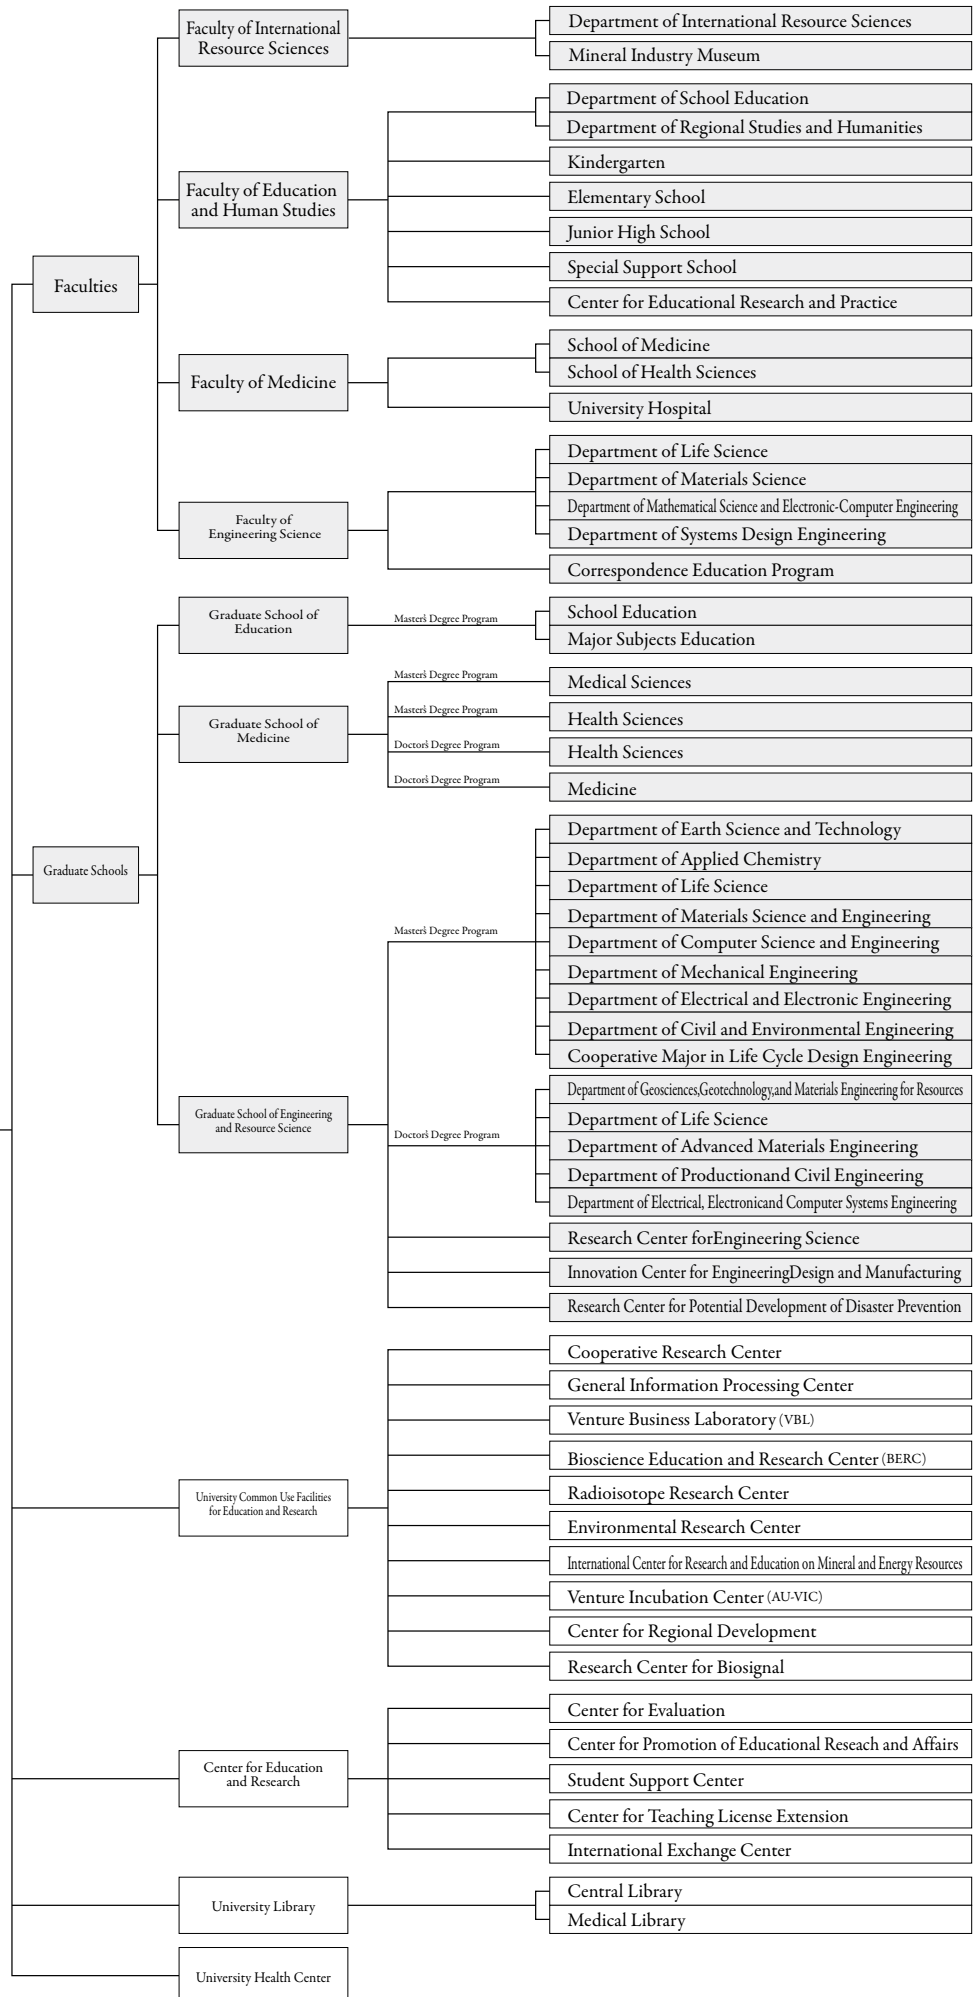 Faculties
Faculty of International
Resource Sciences
Department of International Resource Sciences
Mineral Industry Museum
Faculty of Education
and Human Studies
Department of School Education
Department of Regional Studies and Humanities
Kindergarten
Elementary School
Junior High School
Special Support School
Center for Educational Research and Practice
Faculty of Medicine
School of Medicine
School of Health Sciences
University Hospital
Faculty of
Engineering Science
Department of Life Science
Department of Materials Science
Department of Mathematical Science and Electronic-Computer Engineering
Department of Systems Design Engineering
Correspondence Education Program
Graduate Schools
Graduate School of
Education
Master's Degree Program
School Education
Major Subjects Education
Graduate School of
Medicine
Master's Degree Program
Medical Sciences
Master's Degree Program
Health Sciences
Doctor's Degree Program
Health Sciences
Doctor's Degree Program
Medicine
Graduate School of Engineering
and Resource Science
Master's Degree Program
Department of Earth Science and Technology
Department of Applied Chemistry
Department of Life Science
Department of Materials Science and Engineering
Department of Computer Science and Engineering
Department of Mechanical Engineering
Department of Electrical and Electronic Engineering
Department of Civil and Environmental Engineering
Cooperative Major in Life Cycle Design Engineering
Doctor's Degree Program
Department of Geosciences,Geotechnology,and Materials Engineering for Resources
Department of Life Science
Department of Advanced Materials Engineering
Department of Productionand Civil Engineering
Department of Electrical, Electronicand Computer Systems Engineering
Research Center forEngineering Science
Innovation Center for EngineeringDesign and Manufacturing
Research Center for Potential Development of Disaster Prevention
University Common Use Facilities
for Education and Research
Cooperative Research Center
General Information Processing Center
Venture Business Laboratory (VBL)
Bioscience Education and Research Center (BERC)
Radioisotope Research Center
Environmental Research Center
International Center for Research and Education on Mineral and Energy Resources
Venture Incubation Center (AU-VIC)
Center for Regional Development
Research Center for Biosignal
Center for Education
and Research
Center for Evaluation
Center for Promotion of Educational Reseach and Affairs
Student Support Center
Center for Teaching License Extension
International Exchange Center
University Library
Central Library
Medical Library
University Health Center